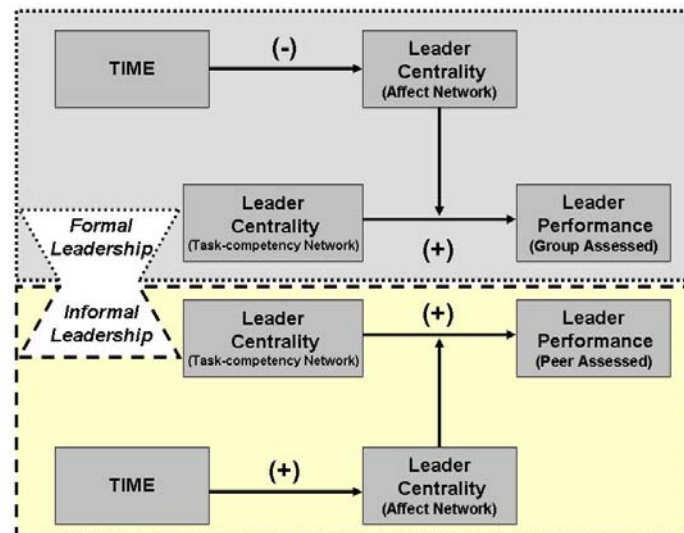 TIME
(-)
Leader
Centrality
(Affect Network)
Leader
Centrality
(Task-competency Network)
(+)
Leader
Performance
(Group Assessed)
Formal
Leadership
Informal
Leadership
Leader
Centrality
(Task-competency Network)
(+)
Leader
Performance
(Peer Assessed)
TIME
(+)
Leader
Centrality
(Affect Network)